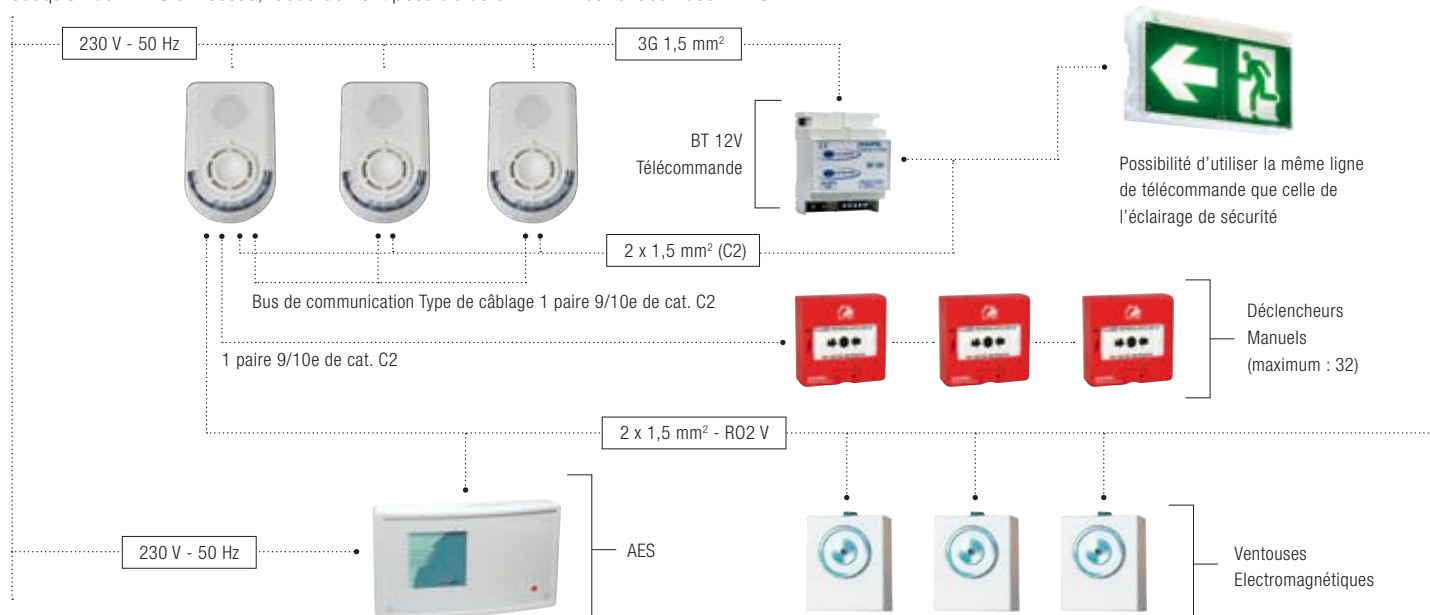 230 V - 50 Hz
3G 1,5 mm²
BT 12V
Télécommande
Possibilité d'utiliser la même ligne
de télécommande que celle de
l'éclairage de sécurité
2 x 1,5 mm² (C2)
Bus de communication Type de câblage 1 paire 9/10e de cat. C2
1 paire 9/10e de cat. C2
Déclencheurs
Manuels
(maximum : 32)
2 x 1,5 mm² - R02 V
230 V - 50 Hz
AES
Ventouses
Electromagnétiques